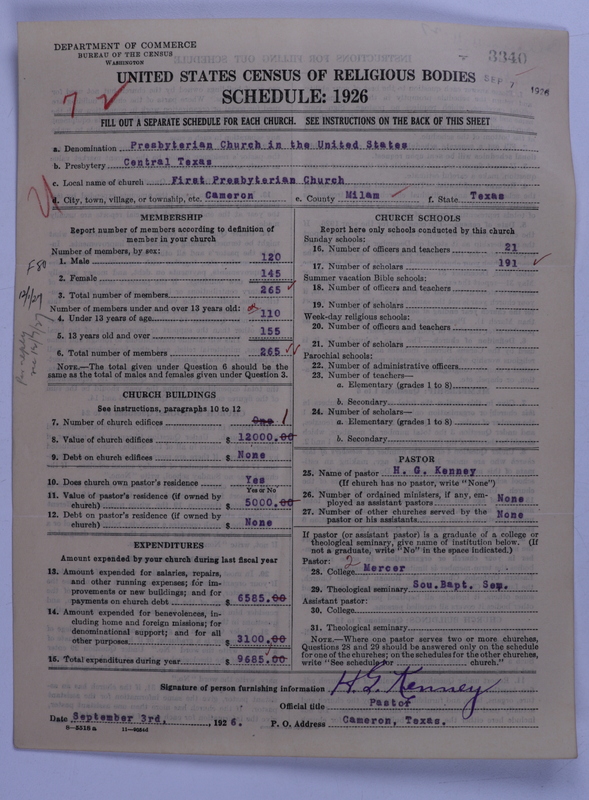 DEPARTMENT OF COMMERCE
BUREAU OF THE CENSUS
WASHINGTON
3340
SEP 7 1926
UNITED STATES CENSUS OF RELIGIOUS BODIES
SCHEDULE: 1926
7
FILL OUT A SEPARATE SCHEDULE FOR EACH CHURCH. SEE INSTRUCTIONS ON THE BACK OF THIS SHEET
a. Denomination Presbyterian Church in the United States
b. Presbytery Central Texas
c. Local name of church First Presbyterian Church
d. City, town, village, or township, etc. Cameron e. County Milam f. State Texas
MEMBERSHIP
Report number of members according to definition of
member in your church
Number of members, by sex:
1. Male 120
2. Female 145
3. Total number of members 265
Number of members under and over 13 years old:
4. Under 13 years of age 110
5. 13 years old and over 155
6. Total number of members 265
NOTE.—The total given under Question 6 should be the
same as the total of males and females given under Question 3.
CHURCH BUILDINGS
See instructions, paragraphs 10 to 12
7. Number of church edifices One 1
8. Value of church edifices $ 12000.00
9. Debt on church edifices $ None
10. Does church own pastor's residence Yes
Yes or No
11. Value of pastor's residence (if owned by
church) $ 5000.00
12. Debt on pastor's residence (if owned by
church) $ None
EXPENDITURES
Amount expended by your church during last fiscal year
13. Amount expended for salaries, repairs,
and other running expenses; for im-
provements or new buildings; and for
payments on church debt $ 6585.00
14. Amount expended for benevolences, in-
cluding home and foreign missions; for
denominational support; and for all
other purposes $ 3100.00
15. Total expenditures during year $ 9685.00
CHURCH SCHOOLS
Report here only schools conducted by this church
Sunday schools:
16. Number of officers and teachers 21
17. Number of scholars 191
Summer vacation Bible schools:
18. Number of officers and teachers
19. Number of scholars
Week-day religious schools:
20. Number of officers and teachers
21. Number of scholars
Parochial schools:
22. Number of administrative officers
23. Number of teachers—
a. Elementary (grades 1 to 8)
b. Secondary
24. Number of scholars—
a. Elementary (grades 1 to 8)
b. Secondary
PASTOR
25. Name of pastor H. G. Kenney
(If church has no pastor, write "None")
26. Number of ordained ministers, if any, em-
ployed as assistant pastors None
27. Number of other churches served by the
pastor or his assistants None
If pastor (or assistant pastor) is a graduate of a college or
theological seminary, give name of institution below. (If
not a graduate, write "No" in the space indicated.)
Pastor: 2
28. College Mercer
29. Theological seminary Sou.Bapt. Sem.
Assistant pastor:
30. College
31. Theological seminary
NOTE.—Where one pastor serves two or more churches,
Questions 28 and 29 should be answered only on the schedule
for one of the churches; on the schedules for the other churches,
write "See schedule for church."
Signature of person furnishing information H. G. Kenney
Official title Pastor
Date September 3rd, 1926. P. O. Address Cameron, Texas.
8-5518 a